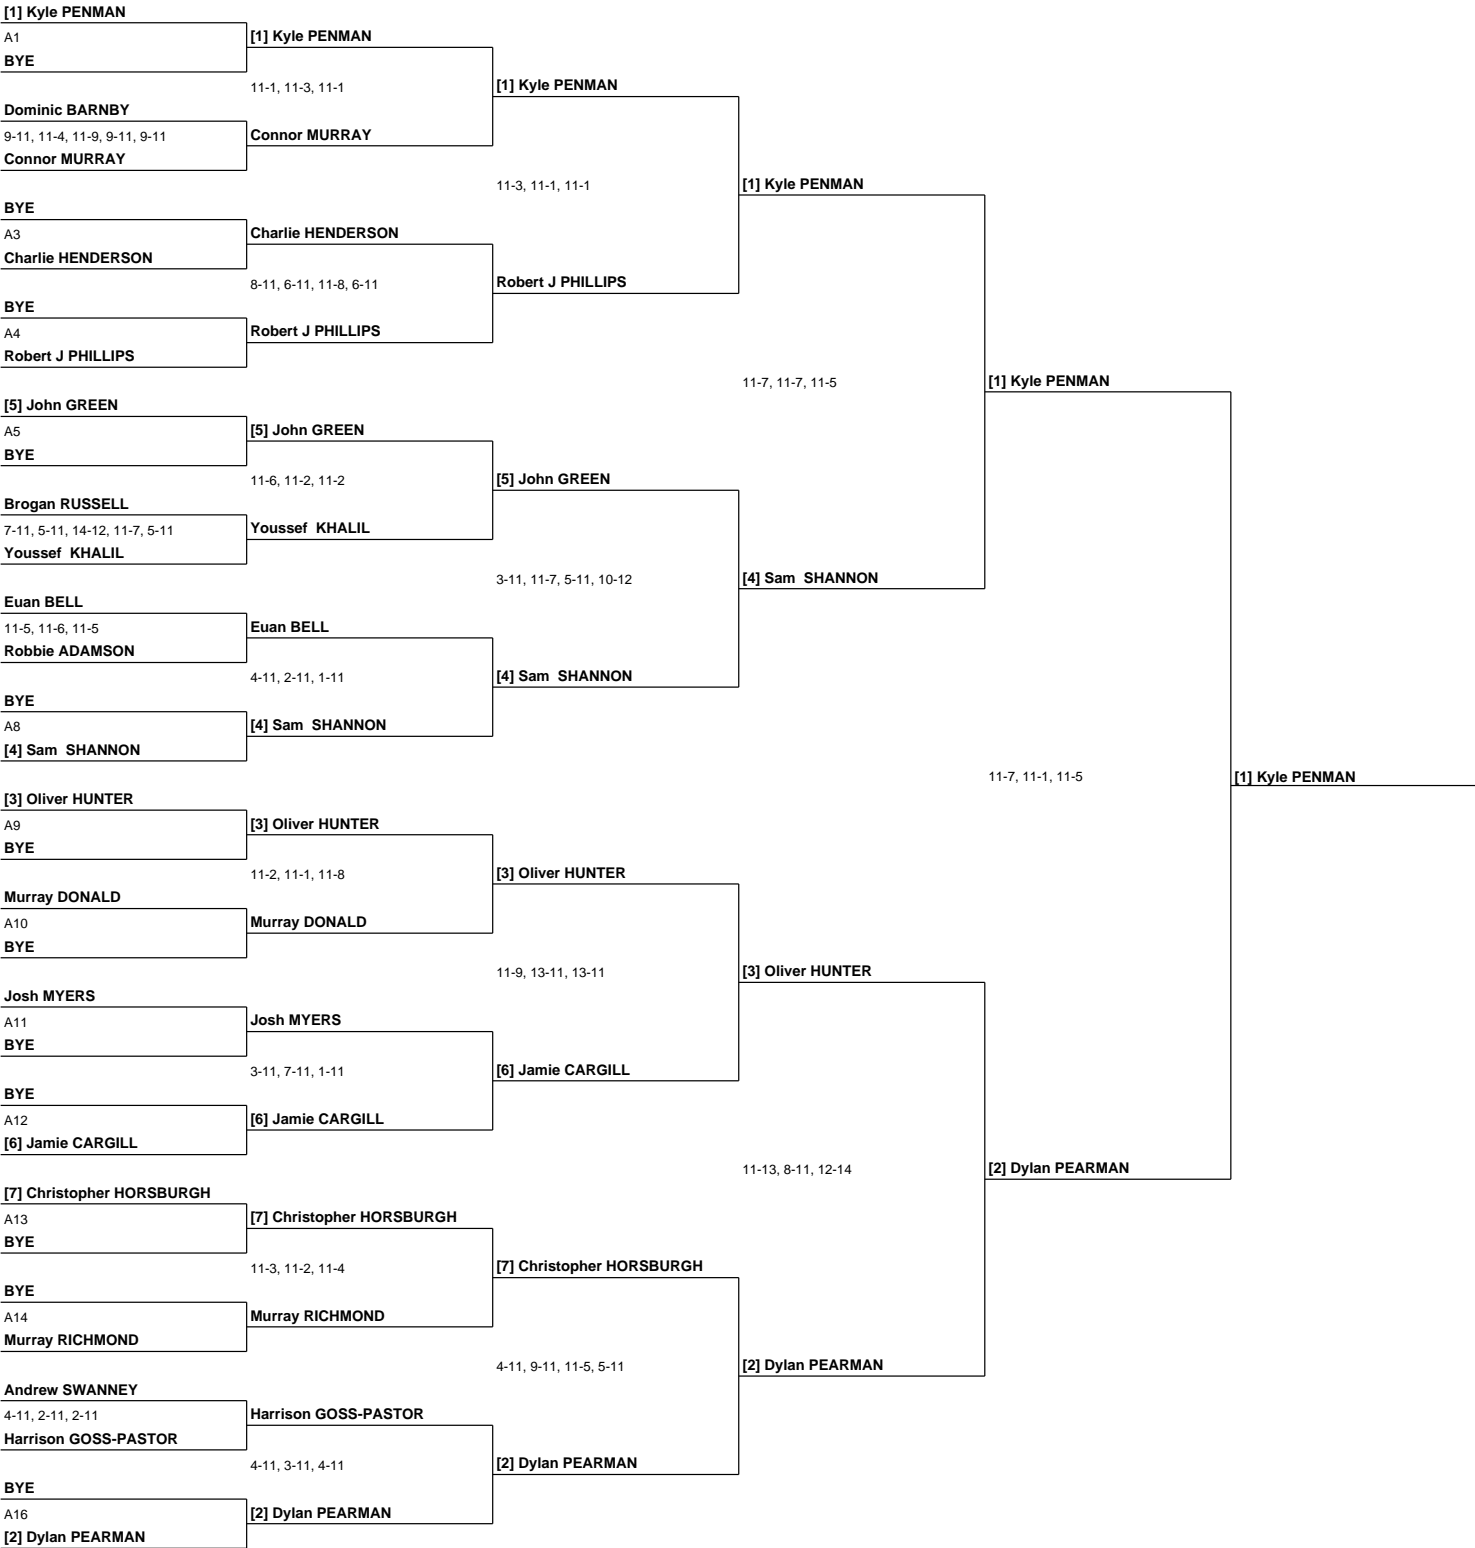 [1] Kyle PENMAN
A1
BYE
Dominic BARNBY
9-11, 11-4, 11-9, 9-11, 9-11
Connor MURRAY
BYE
A3
Charlie HENDERSON
BYE
A4
Robert J PHILLIPS
[5] John GREEN
A5
BYE
Brogan RUSSELL
7-11, 5-11, 14-12, 11-7, 5-11
Youssef  KHALIL
Euan BELL
11-5, 11-6, 11-5
Robbie ADAMSON
BYE
A8
[4] Sam  SHANNON
[3] Oliver HUNTER
A9
BYE
Murray DONALD
A10
BYE
Josh MYERS
A11
BYE
BYE
A12
[6] Jamie CARGILL
[7] Christopher HORSBURGH
A13
BYE
BYE
A14
Murray RICHMOND
Andrew SWANNEY
4-11, 2-11, 2-11
Harrison GOSS-PASTOR
BYE
A16
[2] Dylan PEARMAN
[1] Kyle PENMAN
11-1, 11-3, 11-1
Connor MURRAY
Charlie HENDERSON
8-11, 6-11, 11-8, 6-11
Robert J PHILLIPS
[5] John GREEN
11-6, 11-2, 11-2
Youssef  KHALIL
Euan BELL
4-11, 2-11, 1-11
[4] Sam  SHANNON
[3] Oliver HUNTER
11-2, 11-1, 11-8
Murray DONALD
Josh MYERS
3-11, 7-11, 1-11
[6] Jamie CARGILL
[7] Christopher HORSBURGH
11-3, 11-2, 11-4
Murray RICHMOND
Harrison GOSS-PASTOR
4-11, 3-11, 4-11
[2] Dylan PEARMAN
[1] Kyle PENMAN
11-3, 11-1, 11-1
Robert J PHILLIPS
[5] John GREEN
3-11, 11-7, 5-11, 10-12
[4] Sam  SHANNON
[3] Oliver HUNTER
11-9, 13-11, 13-11
[6] Jamie CARGILL
[7] Christopher HORSBURGH
4-11, 9-11, 11-5, 5-11
[2] Dylan PEARMAN
[1] Kyle PENMAN
11-7, 11-7, 11-5
[4] Sam  SHANNON
[3] Oliver HUNTER
11-13, 8-11, 12-14
[2] Dylan PEARMAN
[1] Kyle PENMAN
11-7, 11-1, 11-5
[2] Dylan PEARMAN
[1] Kyle PENMAN